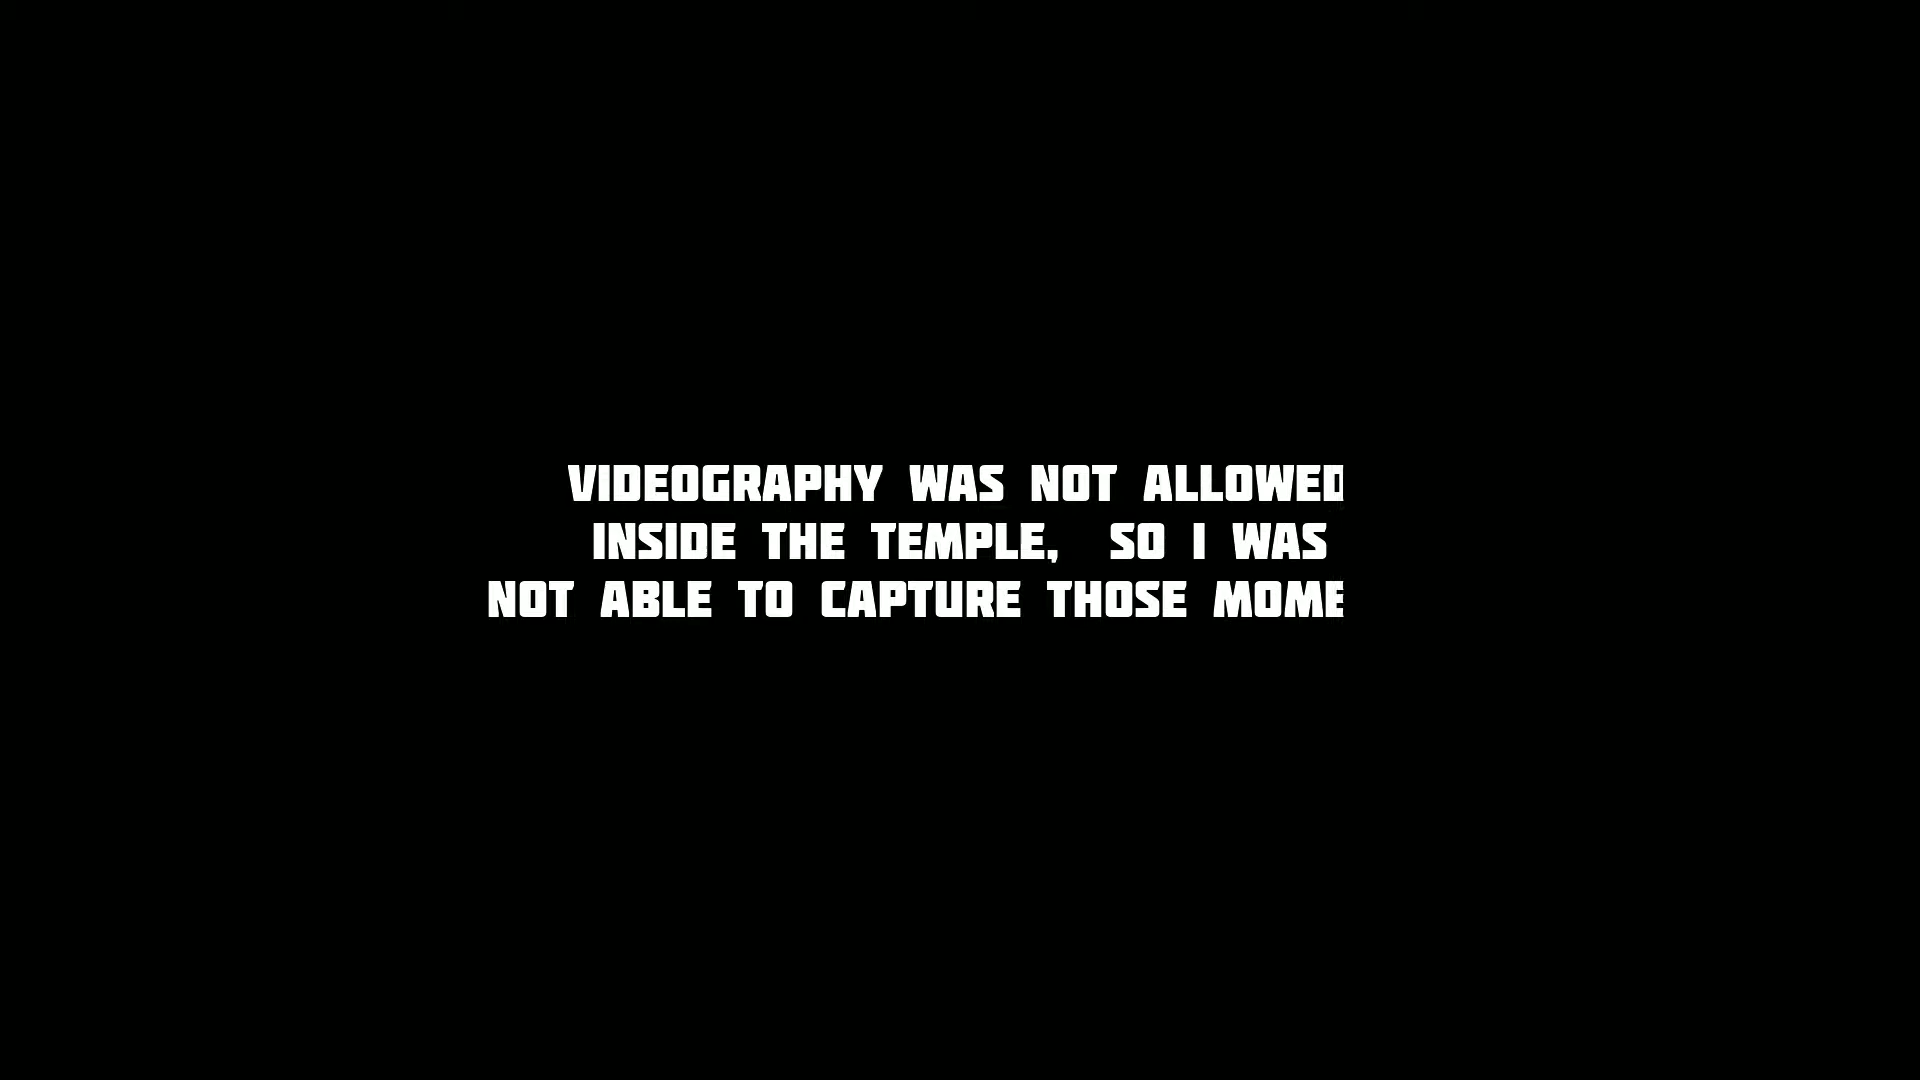 VIDEOGRAPHY WAS NOT ALLOWED
INSIDE THE TEMPLE, SO I WAS
NOT ABLE TO CAPTURE THOSE MOME